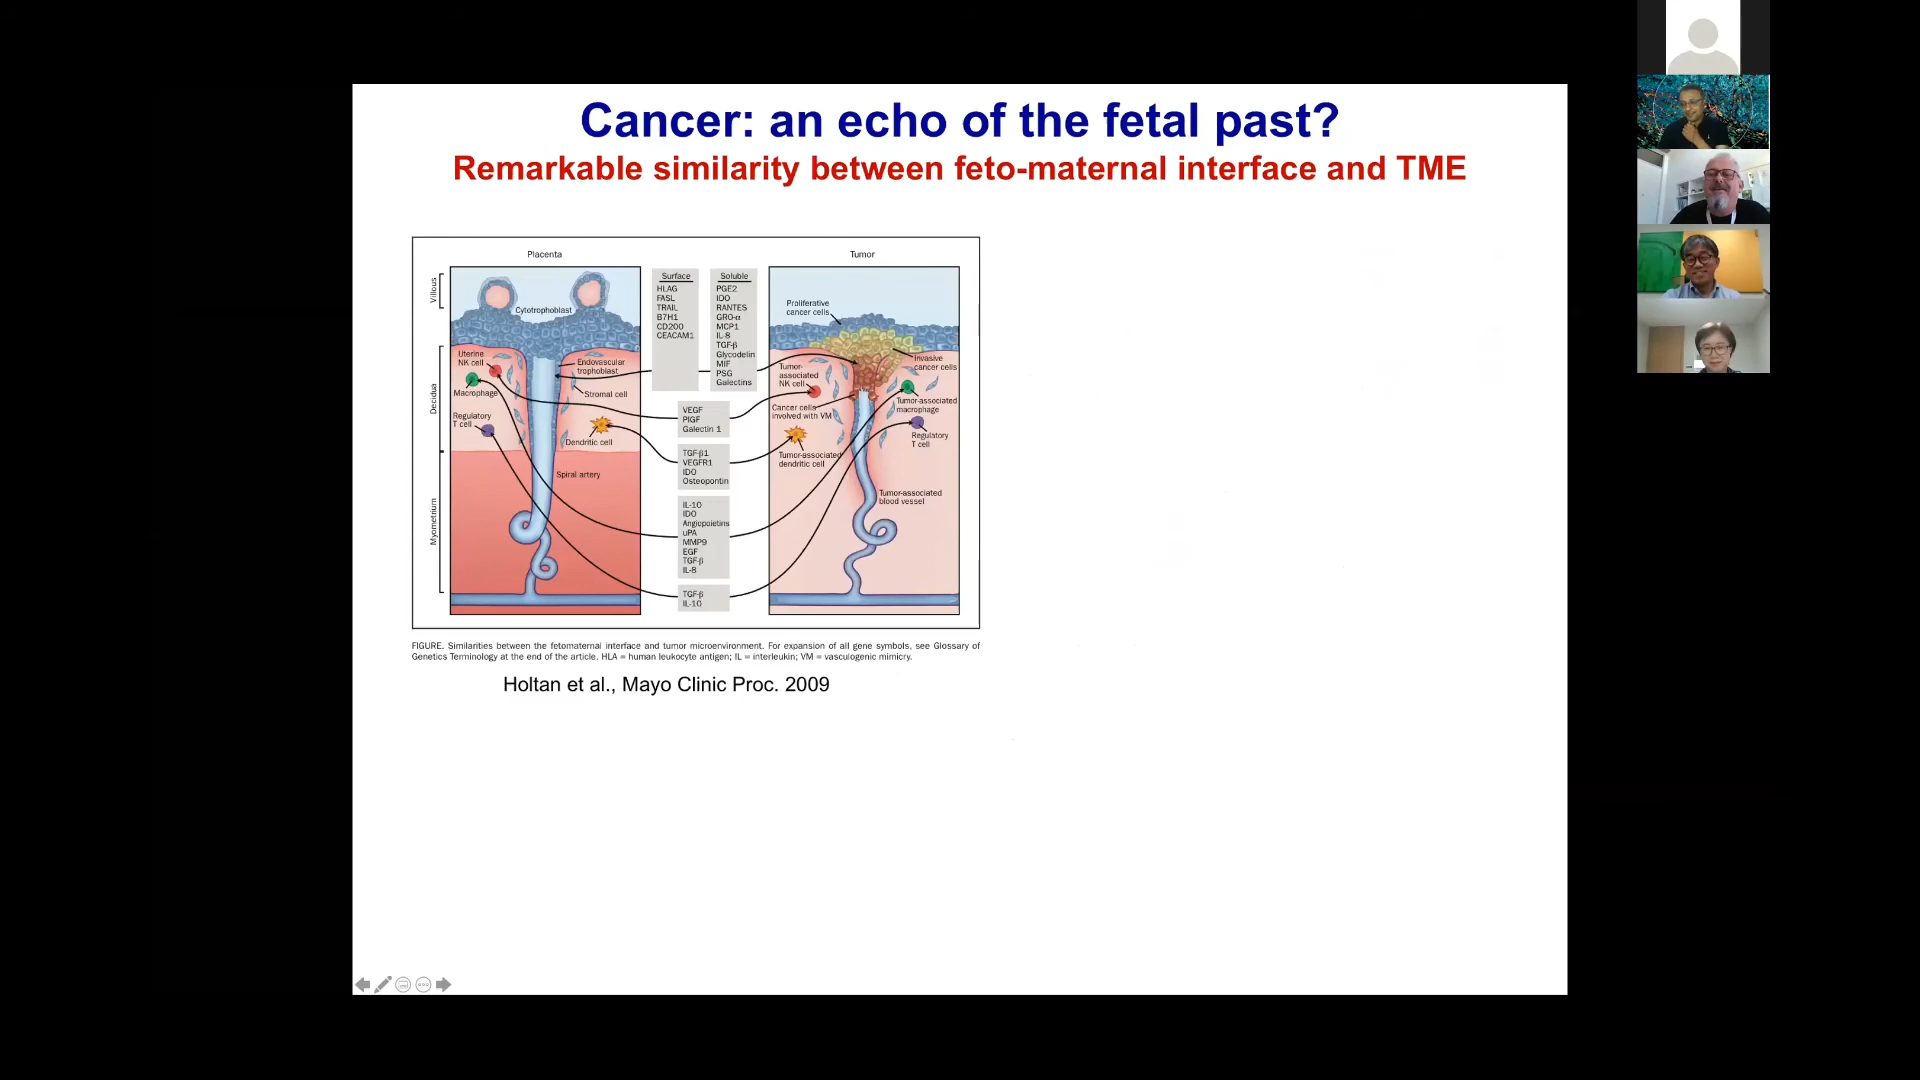 Cancer: an echo of the fetal past?
Remarkable similarity between feto-maternal interface and TME
Placenta
Tumor
Villous
Decidua
Myometrium
Cytotrophoblast
Uterine
NK cell
Macrophage
Regulatory
T cell
Endovascular
trophoblast
Stromal cell
Dendritic cell
Spiral artery
Surface
HLAG
FASL
TRAIL
B7H1
CD200
CEACAM1
Soluble
PGE2
IDO
RANTES
GRO-α
MCP1
IL-8
TGF-β
Glycodelin
MIF
PSG
Galectins
VEGF
PIGF
Galectin 1
TGF-β1
VEGFR1
IDO
Osteopontin
IL-10
IDO
Angiopoietins
uPA
MMP9
EGF
TGF-β
IL-8
TGF-β
IL-10
Proliferative
cancer cells
Invasive
cancer cells
Tumor-
associated
NK cell
Cancer cells
involved with VM
Tumor-associated
macrophage
Regulatory
T cell
Tumor-associated
dendritic cell
Tumor-associated
blood vessel
FIGURE. Similarities between the fetomaternal interface and tumor microenvironment. For expansion of all gene symbols, see Glossary of
Genetics Terminology at the end of the article. HLA = human leukocyte antigen; IL = interleukin; VM = vasculogenic mimicry.
Holtan et al., Mayo Clinic Proc. 2009